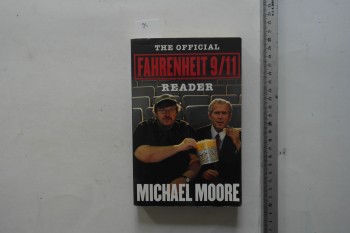 THE OFFICIAL
FAHRENHEIT 9/11
READER
MICHAEL MOORE